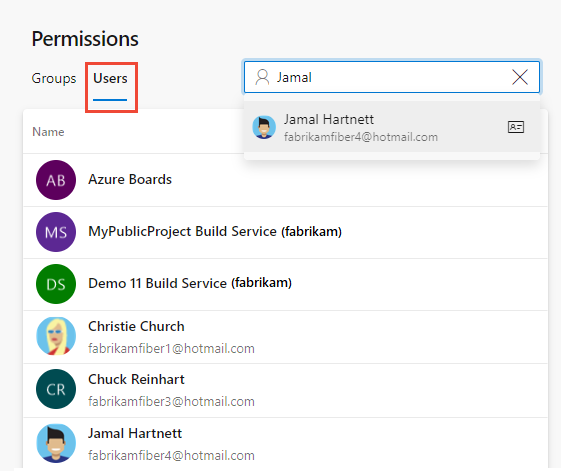 Permissions
Groups Users
Jamal
Jamal Hartnett
fabrikamfiber4@hotmail.com
Name
AB Azure Boards
MS MyPublicProject Build Service (fabrikam)
DS Demo 11 Build Service (fabrikam)
Christie Church
fabrikamfiber1@hotmail.com
CR Chuck Reinhart
fabrikamfiber3@hotmail.com
Jamal Hartnett
fabrikamfiber4@hotmail.com